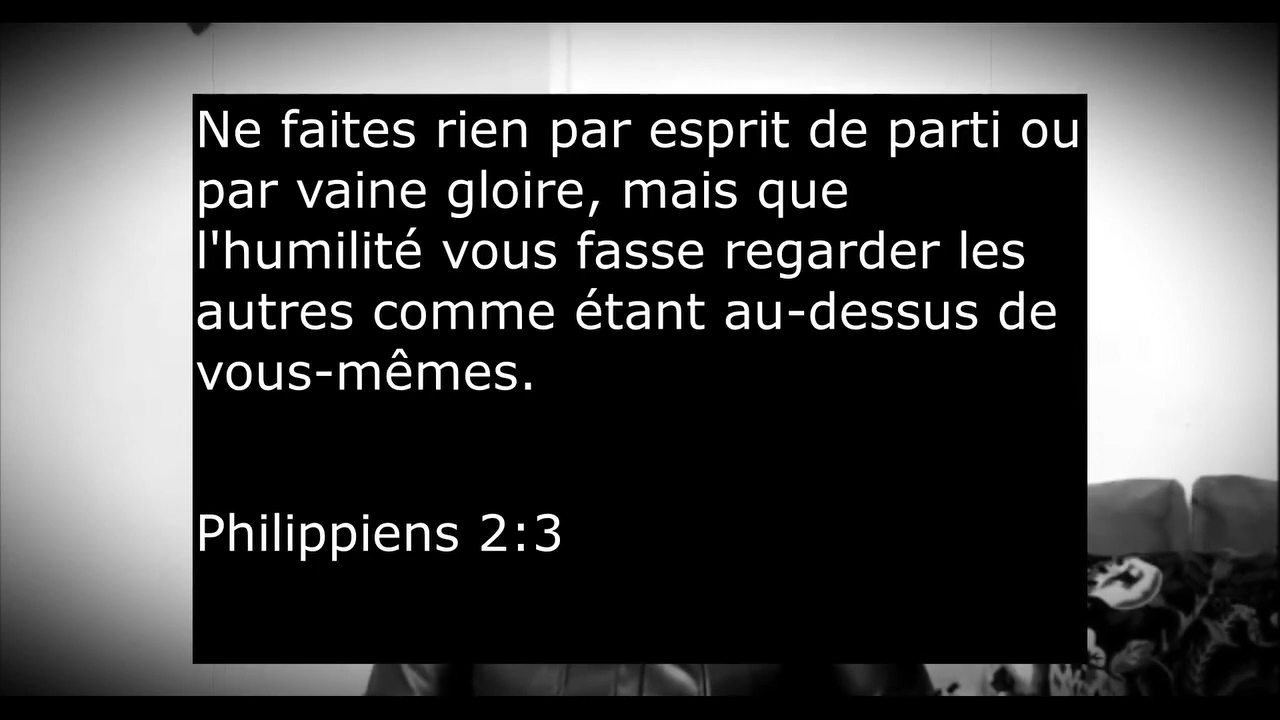 Ne faites rien par esprit de parti ou
par vaine gloire, mais que
l'humilité vous fasse regarder les
autres comme étant au-dessus de
vous-mêmes.
Philippiens 2:3